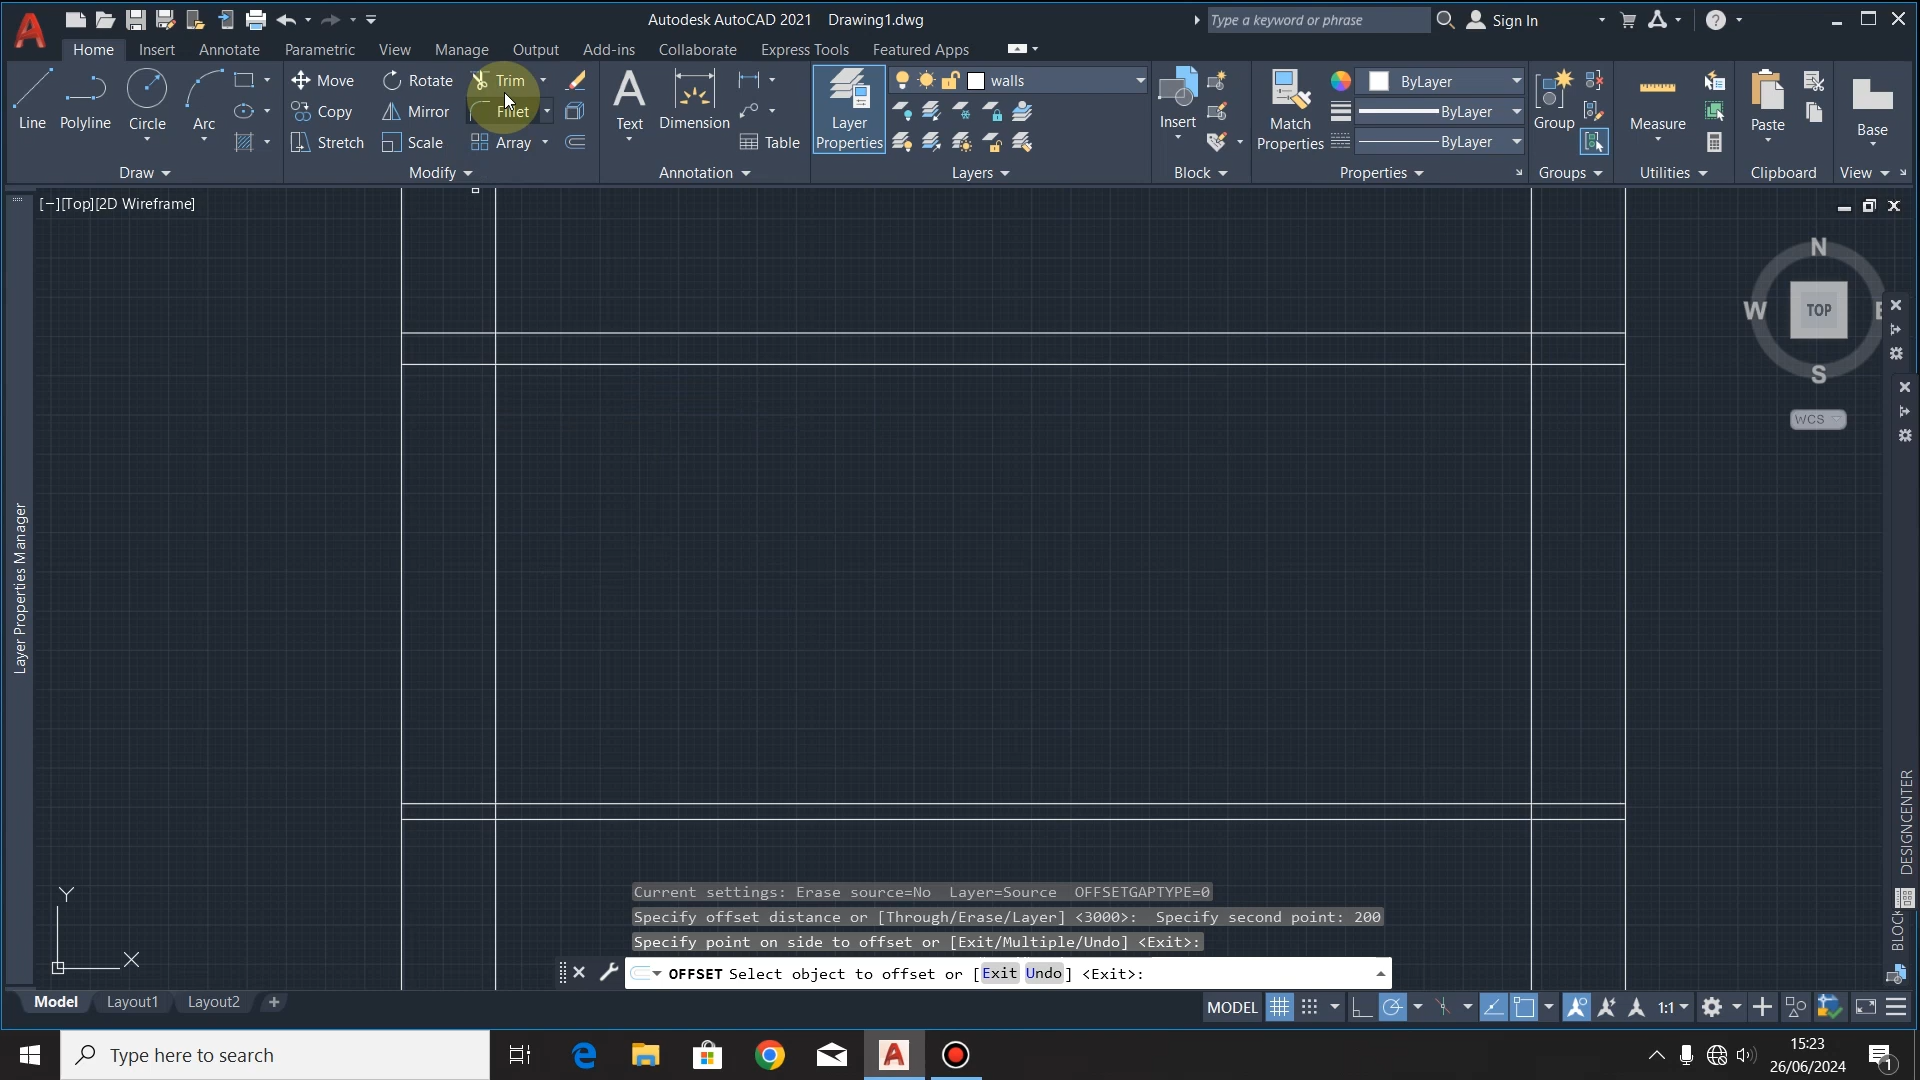 Autodesk AutoCAD 2021 Drawing1.dwg
Type a keyword or phrase
Sign In
Home Insert Annotate Parametric View Manage Output Add-ins Collaborate Express Tools Featured Apps
Line Polyline Circle Arc
Move Rotate Trim
Copy Mirror Fillet
Stretch Scale Array
Text Dimension Table
Layer Properties
walls
Insert
Match Properties
ByLayer
ByLayer
ByLayer
Group
Measure
Paste
Base
Draw Modify Annotation Layers Block Properties Groups Utilities Clipboard View
[−][Top][2D Wireframe]
N
W TOP E
S
WCS
Layer Properties Manager
DESIGNCENTER
BLOCK
Y
X
Current settings: Erase source=No Layer=Source OFFSETGAPTYPE=0
Specify offset distance or [Through/Erase/Layer] <3000>: Specify second point: 200
Specify point on side to offset or [Exit/Multiple/Undo] <Exit>:
OFFSET Select object to offset or [Exit Undo] <Exit>:
Model Layout1 Layout2 +
MODEL 1:1
Type here to search
15:23
26/06/2024
1